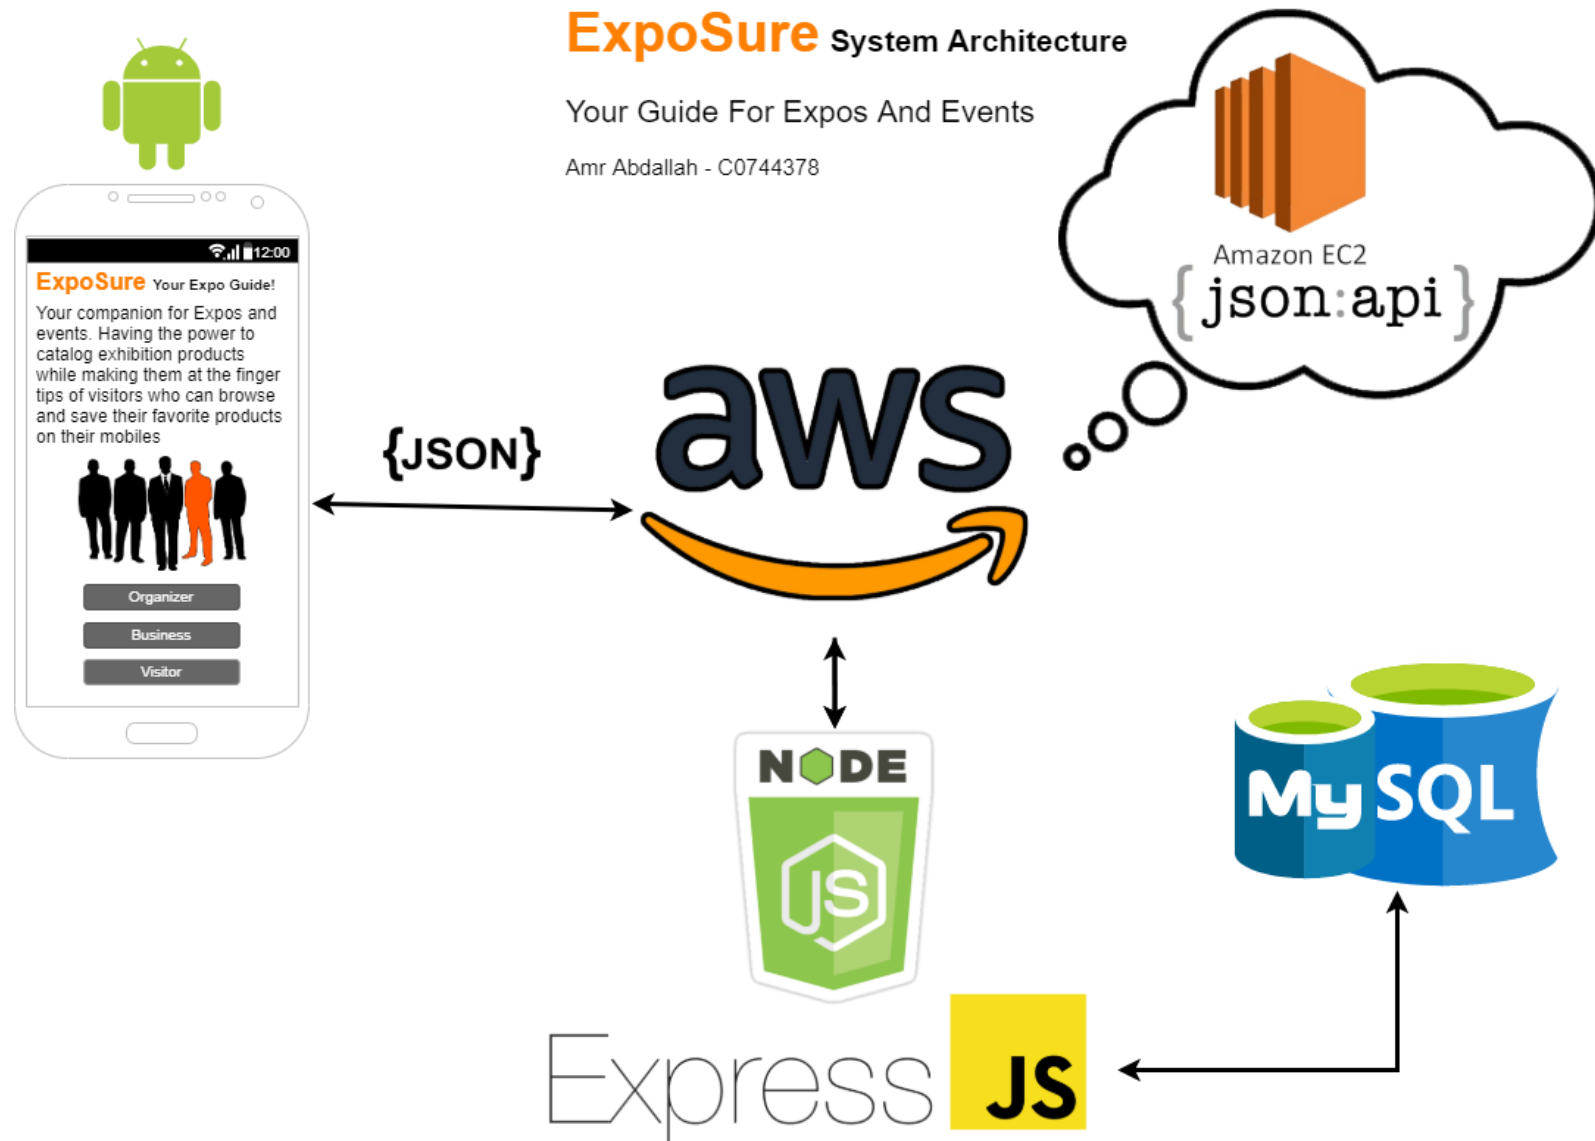 ExpoSure System Architecture
Your Guide For Expos And Events
Amr Abdallah - C0744378
12:00
ExpoSure Your Expo Guide!
Your companion for Expos and
events. Having the power to
catalog exhibition products
while making them at the finger
tips of visitors who can browse
and save their favorite products
on their mobiles
Organizer
Business
Visitor
{JSON}
aws
Amazon EC2
{json:api}
NODE
JS
Express JS
MySQL